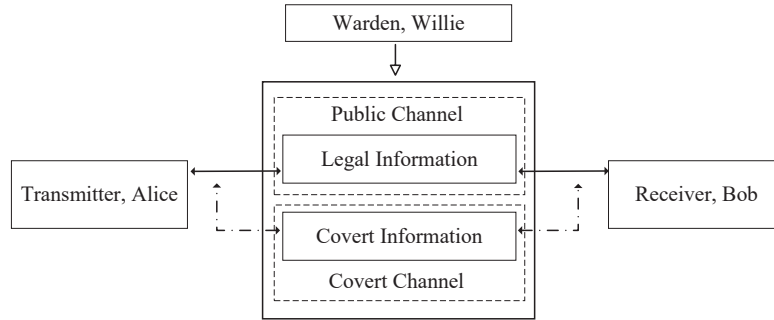 Warden, Willie
Public Channel
Legal Information
Transmitter, Alice
Receiver, Bob
Covert Information
Covert Channel